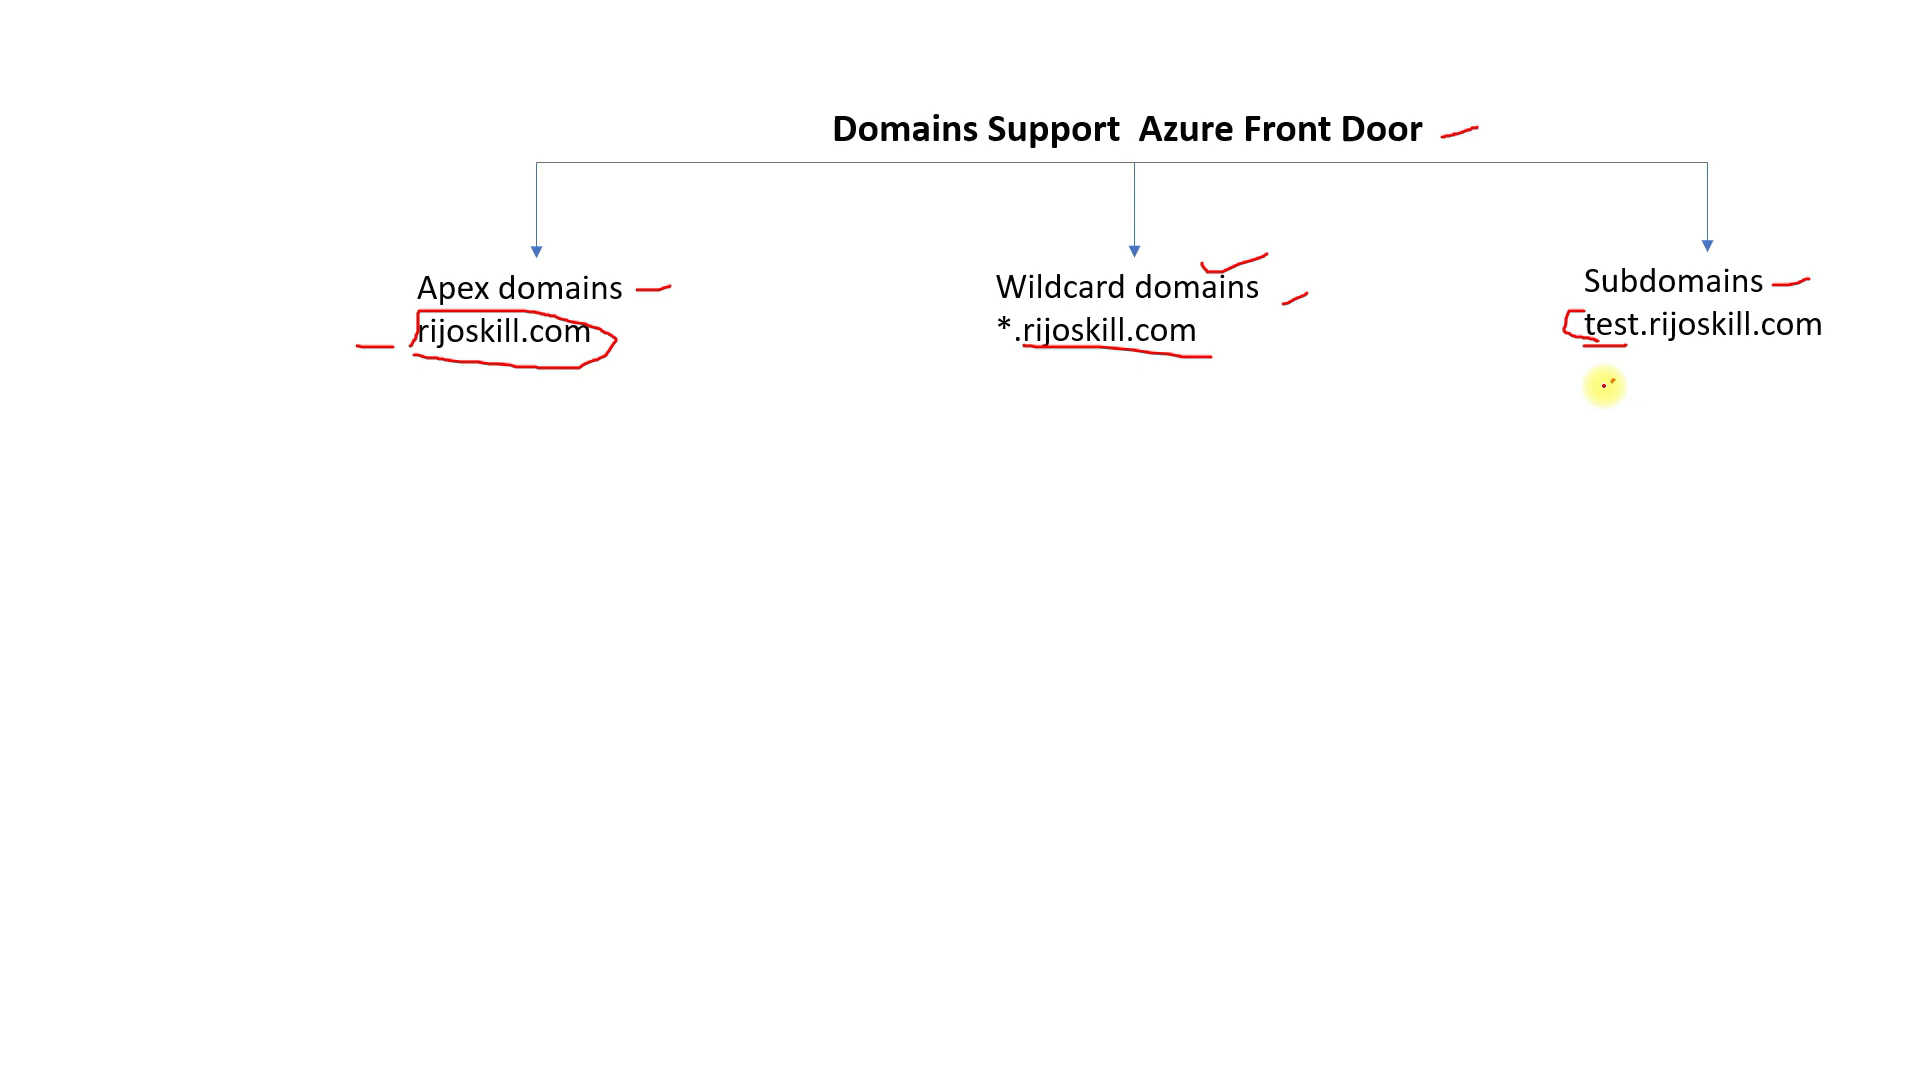 Domains Support  Azure Front Door
Apex domains
rijoskill.com
Wildcard domains
*.rijoskill.com
Subdomains
test.rijoskill.com